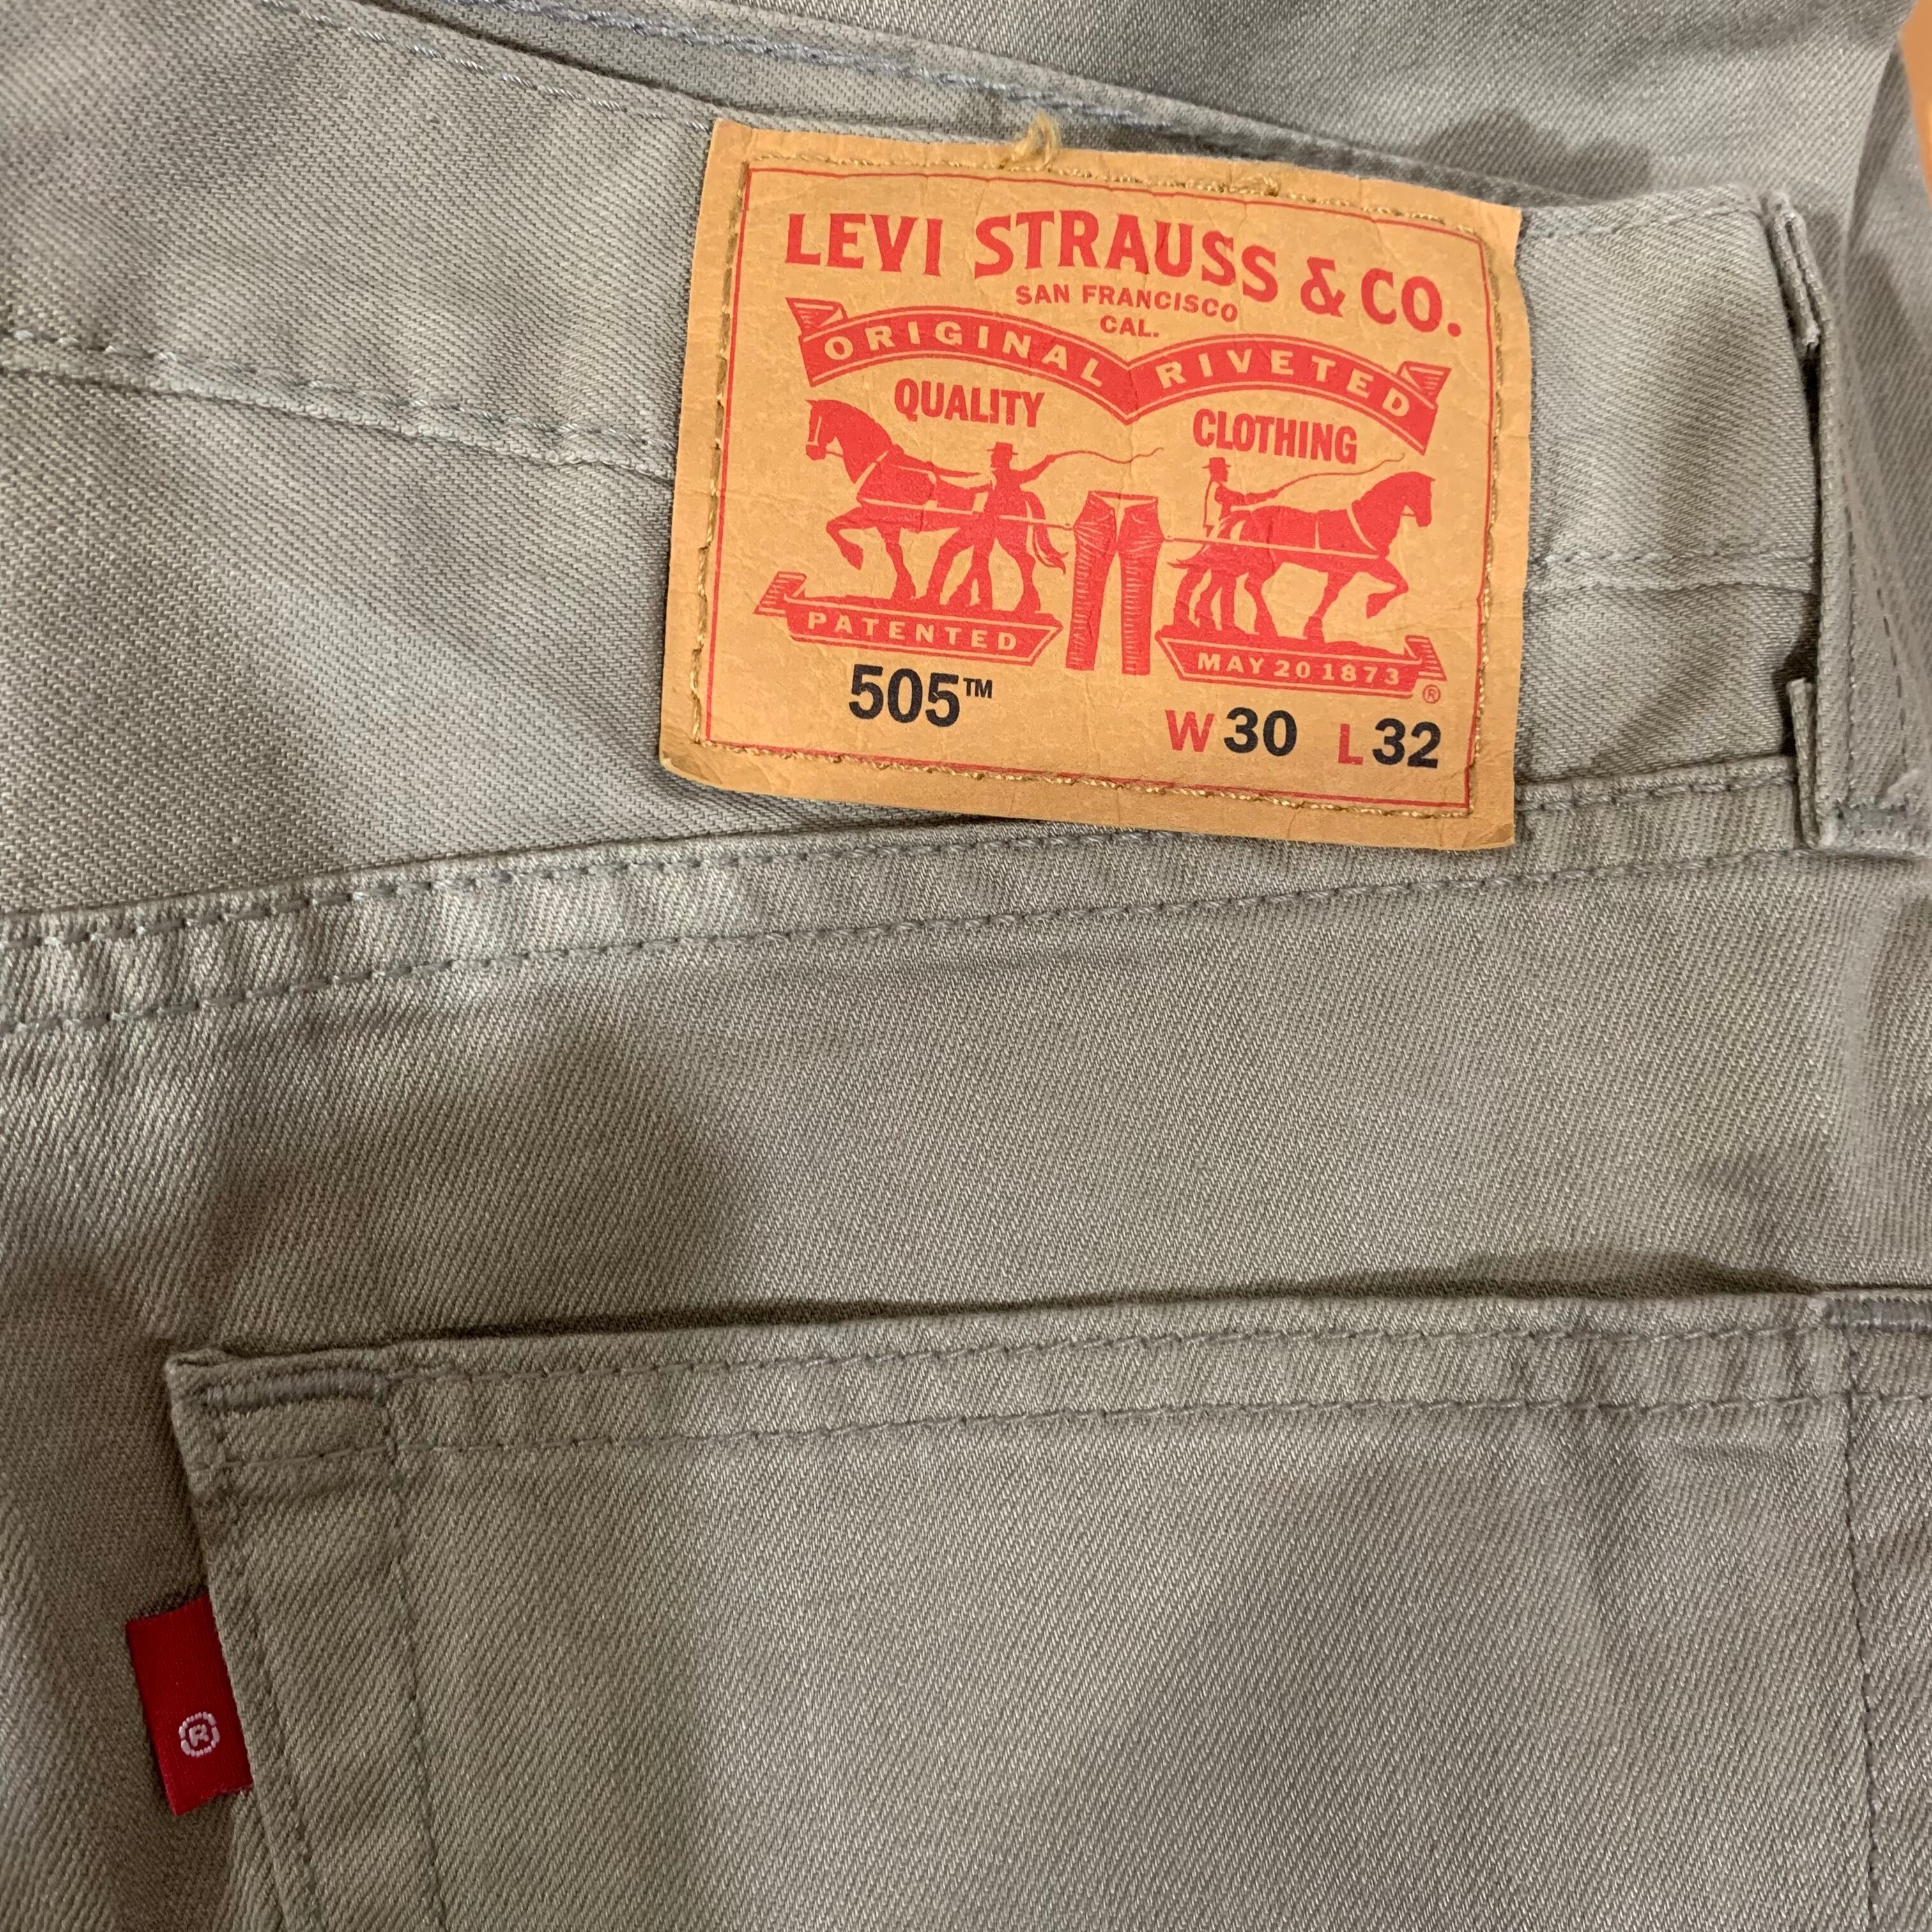 LEVI STRAUSS & CO.
SAN FRANCISCO
CAL.
ORIGINAL RIVETED
QUALITY CLOTHING
PATENTED MAY 20 1873 ®
505™ W 30 L 32
®